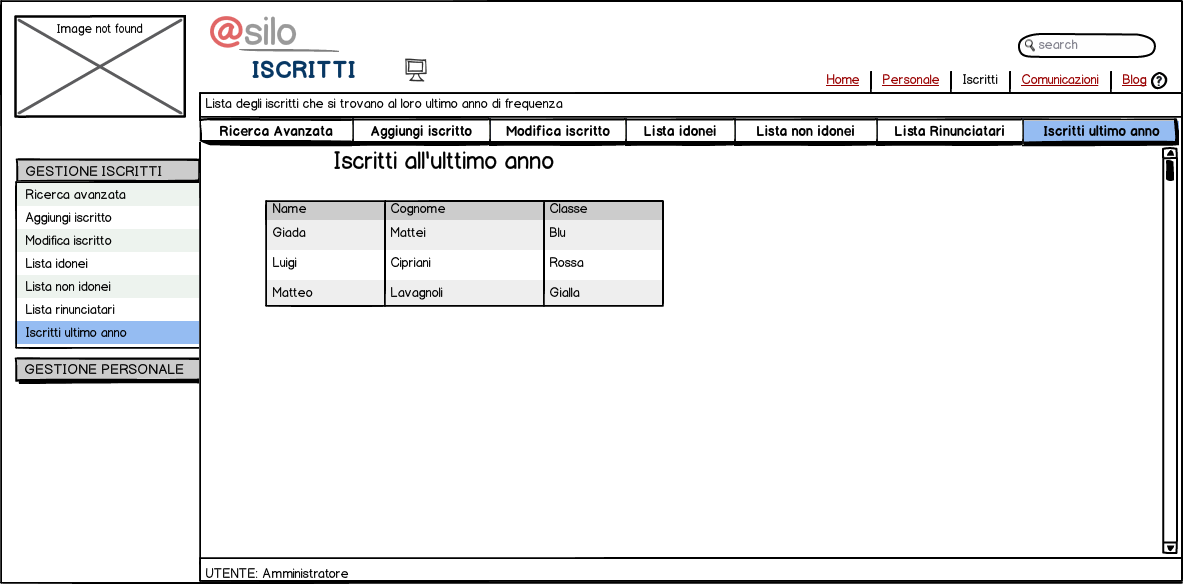 Image not found
@silo
ISCRITTI
search
Home Personale Iscritti Comunicazioni Blog ?
Lista degli iscritti che si trovano al loro ultimo anno di frequenza
Ricerca Avanzata Aggiungi iscritto Modifica iscritto Lista idonei Lista non idonei Lista Rinunciatari Iscritti ultimo anno
GESTIONE ISCRITTI
Ricerca avanzata
Aggiungi iscritto
Modifica iscritto
Lista idonei
Lista non idonei
Lista rinunciatari
Iscritti ultimo anno
GESTIONE PERSONALE
Iscritti all'ulttimo anno
Name Cognome Classe
Giada Mattei Blu
Luigi Cipriani Rossa
Matteo Lavagnoli Gialla
UTENTE: Amministratore